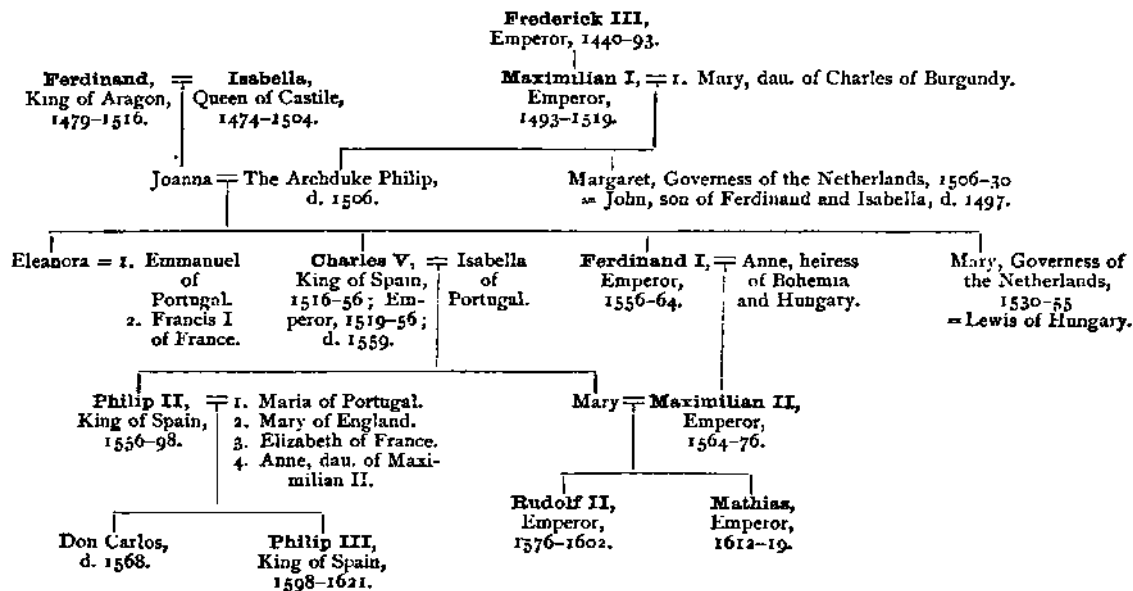 Frederick III,
Emperor, 1440–93.
Ferdinand,
King of Aragon,
1479–1516.
=
Isabella,
Queen of Castile,
1474–1504.
Maximilian I,
Emperor,
1493–1519.
= 1. Mary, dau. of Charles of Burgundy.
Joanna = The Archduke Philip,
d. 1506.
Margaret, Governess of the Netherlands, 1506–30
= John, son of Ferdinand and Isabella, d. 1497.
Eleanora = 1. Emmanuel
of
Portugal.
2. Francis I
of France.
Charles V,
King of Spain,
1516–56; Em-
peror, 1519–56;
d. 1559.
= Isabella
of
Portugal.
Ferdinand I,
Emperor,
1556–64.
= Anne, heiress
of Bohemia
and Hungary.
Mary, Governess of
the Netherlands,
1530–55
= Lewis of Hungary.
Philip II,
King of Spain,
1556–98.
= 1. Maria of Portugal.
2. Mary of England.
3. Elizabeth of France.
4. Anne, dau. of Maxi-
milian II.
Mary = Maximilian II,
Emperor,
1564–76.
Don Carlos,
d. 1568.
Philip III,
King of Spain,
1598–1621.
Rudolf II,
Emperor,
1576–1602.
Mathias,
Emperor,
1612–19.